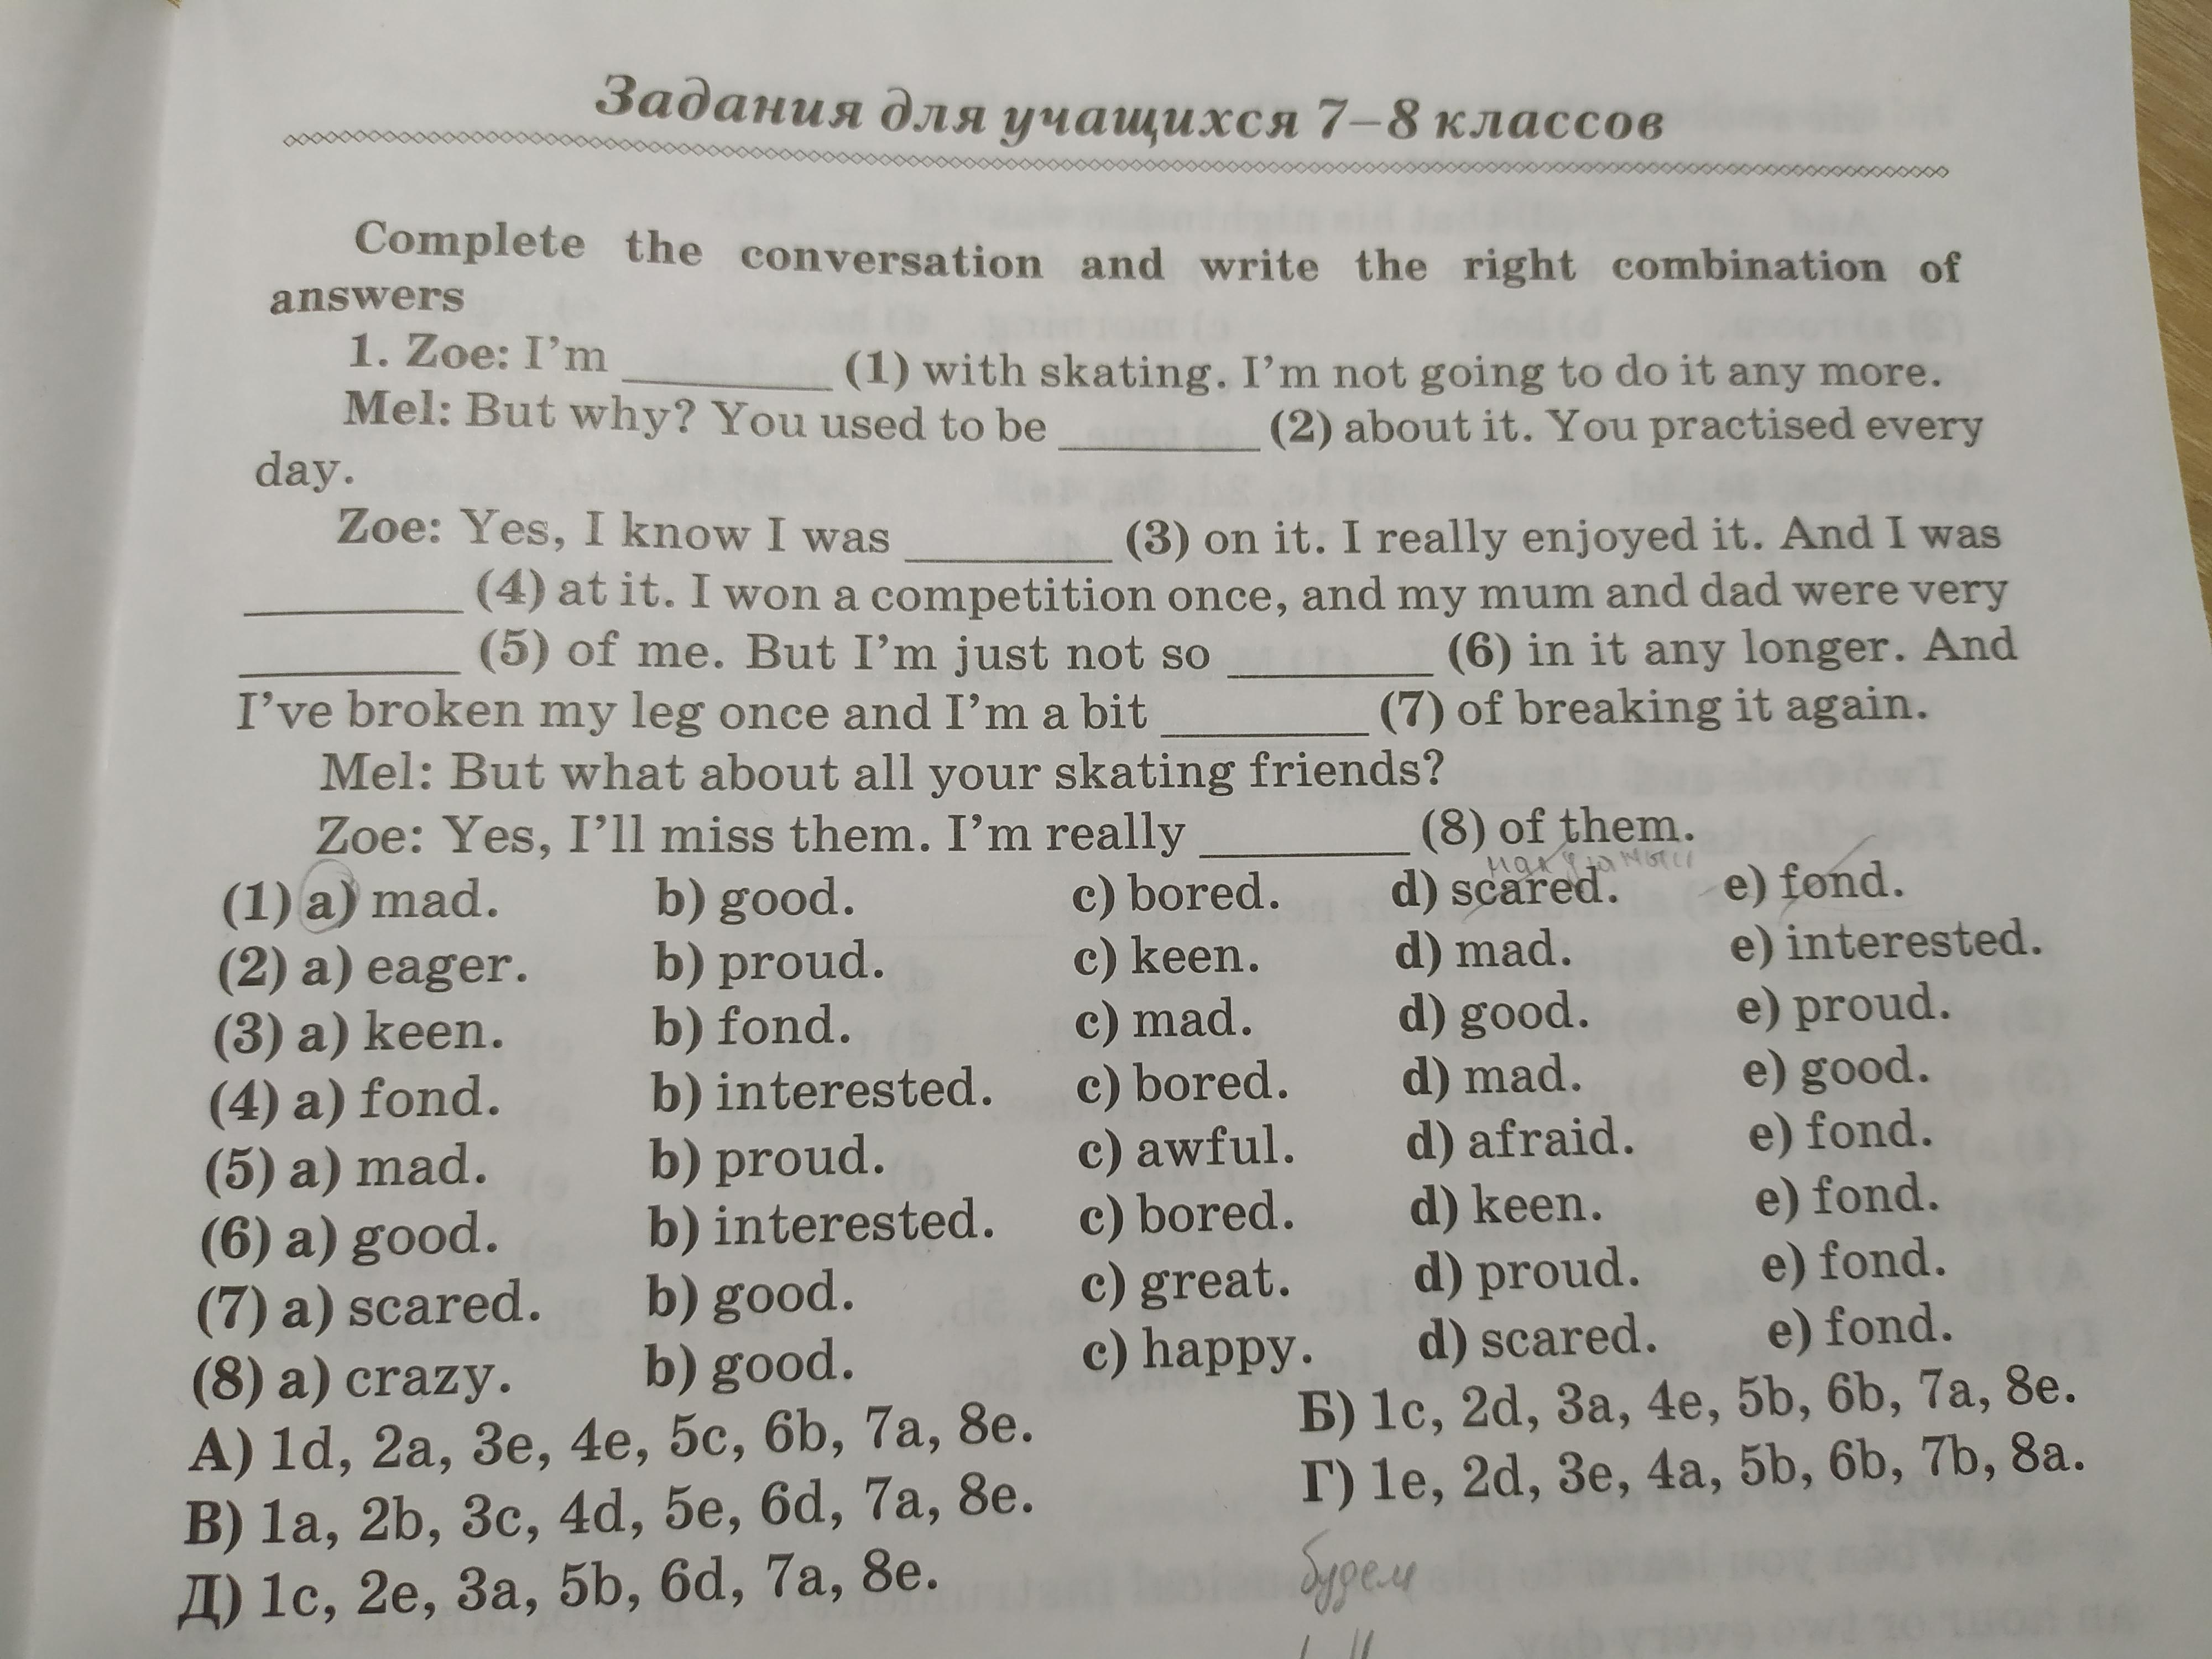 Задания для учащихся 7–8 классов
Complete the conversation and write the right combination of
answers
1. Zoe: I'm ________ (1) with skating. I'm not going to do it any more.
Mel: But why? You used to be ________ (2) about it. You practised every
day.
Zoe: Yes, I know I was ________ (3) on it. I really enjoyed it. And I was
________ (4) at it. I won a competition once, and my mum and dad were very
________ (5) of me. But I'm just not so ________ (6) in it any longer. And
I've broken my leg once and I'm a bit ________ (7) of breaking it again.
Mel: But what about all your skating friends?
Zoe: Yes, I'll miss them. I'm really ________ (8) of them.
(1) a) mad. b) good. c) bored. d) scared. e) fond.
(2) a) eager. b) proud. c) keen. d) mad. e) interested.
(3) a) keen. b) fond. c) mad. d) good. e) proud.
(4) a) fond. b) interested. c) bored. d) mad. e) good.
(5) a) mad. b) proud. c) awful. d) afraid. e) fond.
(6) a) good. b) interested. c) bored. d) keen. e) fond.
(7) a) scared. b) good. c) great. d) proud. e) fond.
(8) a) crazy. b) good. c) happy. d) scared. e) fond.
А) 1d, 2a, 3e, 4e, 5c, 6b, 7a, 8e. Б) 1c, 2d, 3a, 4e, 5b, 6b, 7a, 8e.
В) 1a, 2b, 3c, 4d, 5e, 6d, 7a, 8e. Г) 1e, 2d, 3e, 4a, 5b, 6b, 7b, 8a.
Д) 1c, 2e, 3a, 5b, 6d, 7a, 8e.
будем